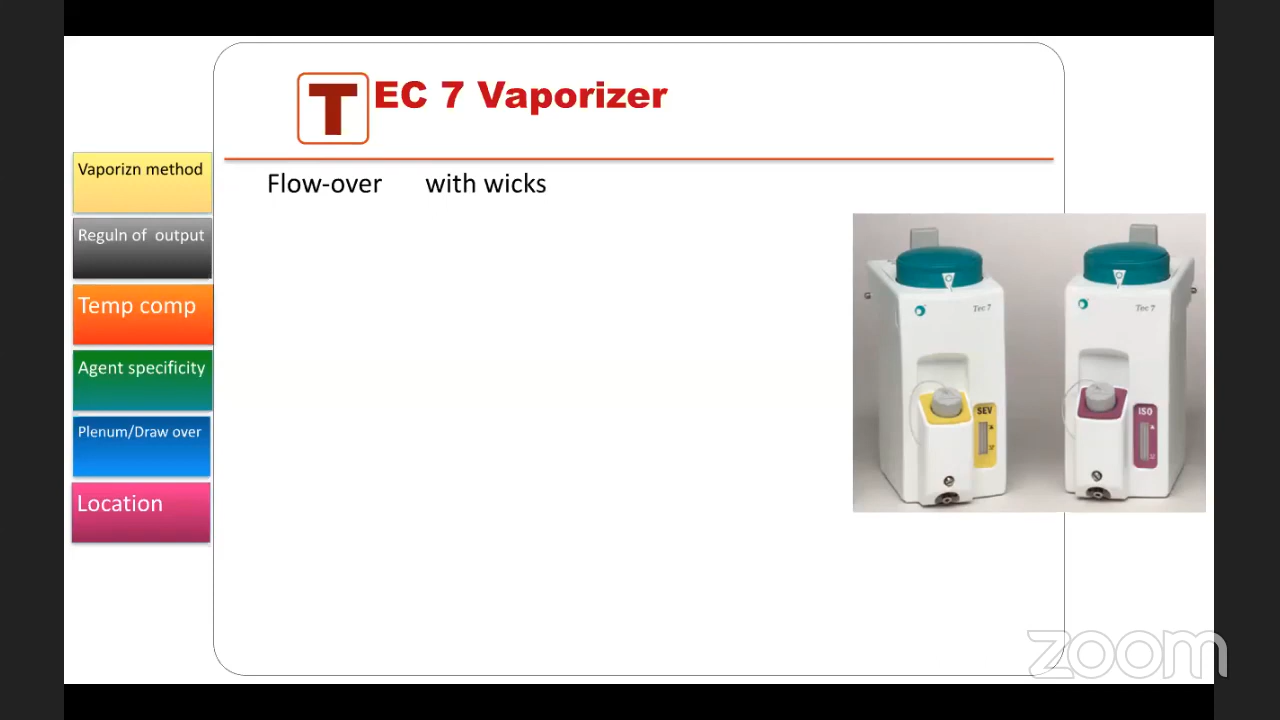 TEC 7 Vaporizer
Vaporizn method
Flow-over with wicks
Reguln of output
Temp comp
Agent specificity
Plenum/Draw over
Location
Tec 7
SEV
Tec 7
ISO
zoom